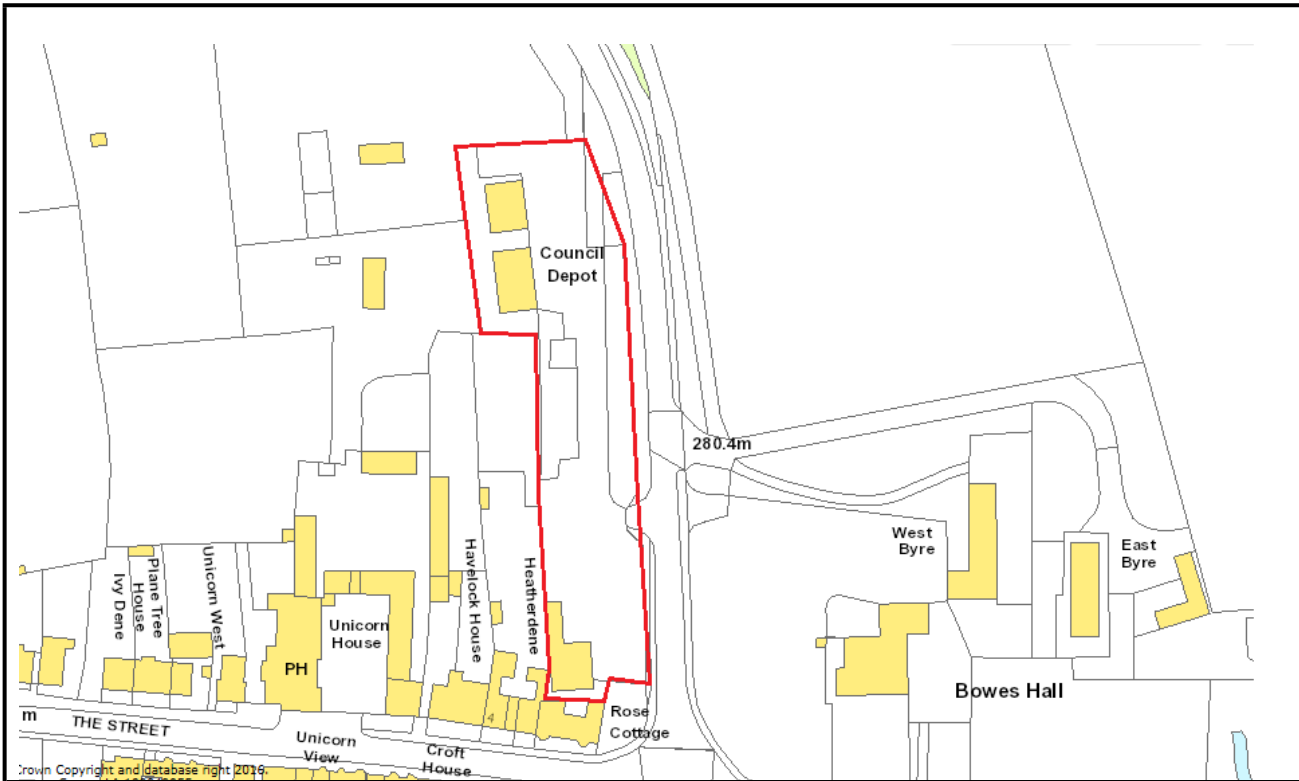 Council
Depot
280.4m
West
Byre
East
Byre
Bowes Hall
Ivy Dene
Plane Tree
House
Unicorn West
PH
Unicorn
House
Havelock House
Heatherdene
4
Rose
Cottage
m
THE STREET
Unicorn
View
Croft
House
Crown Copyright and database right 2016.